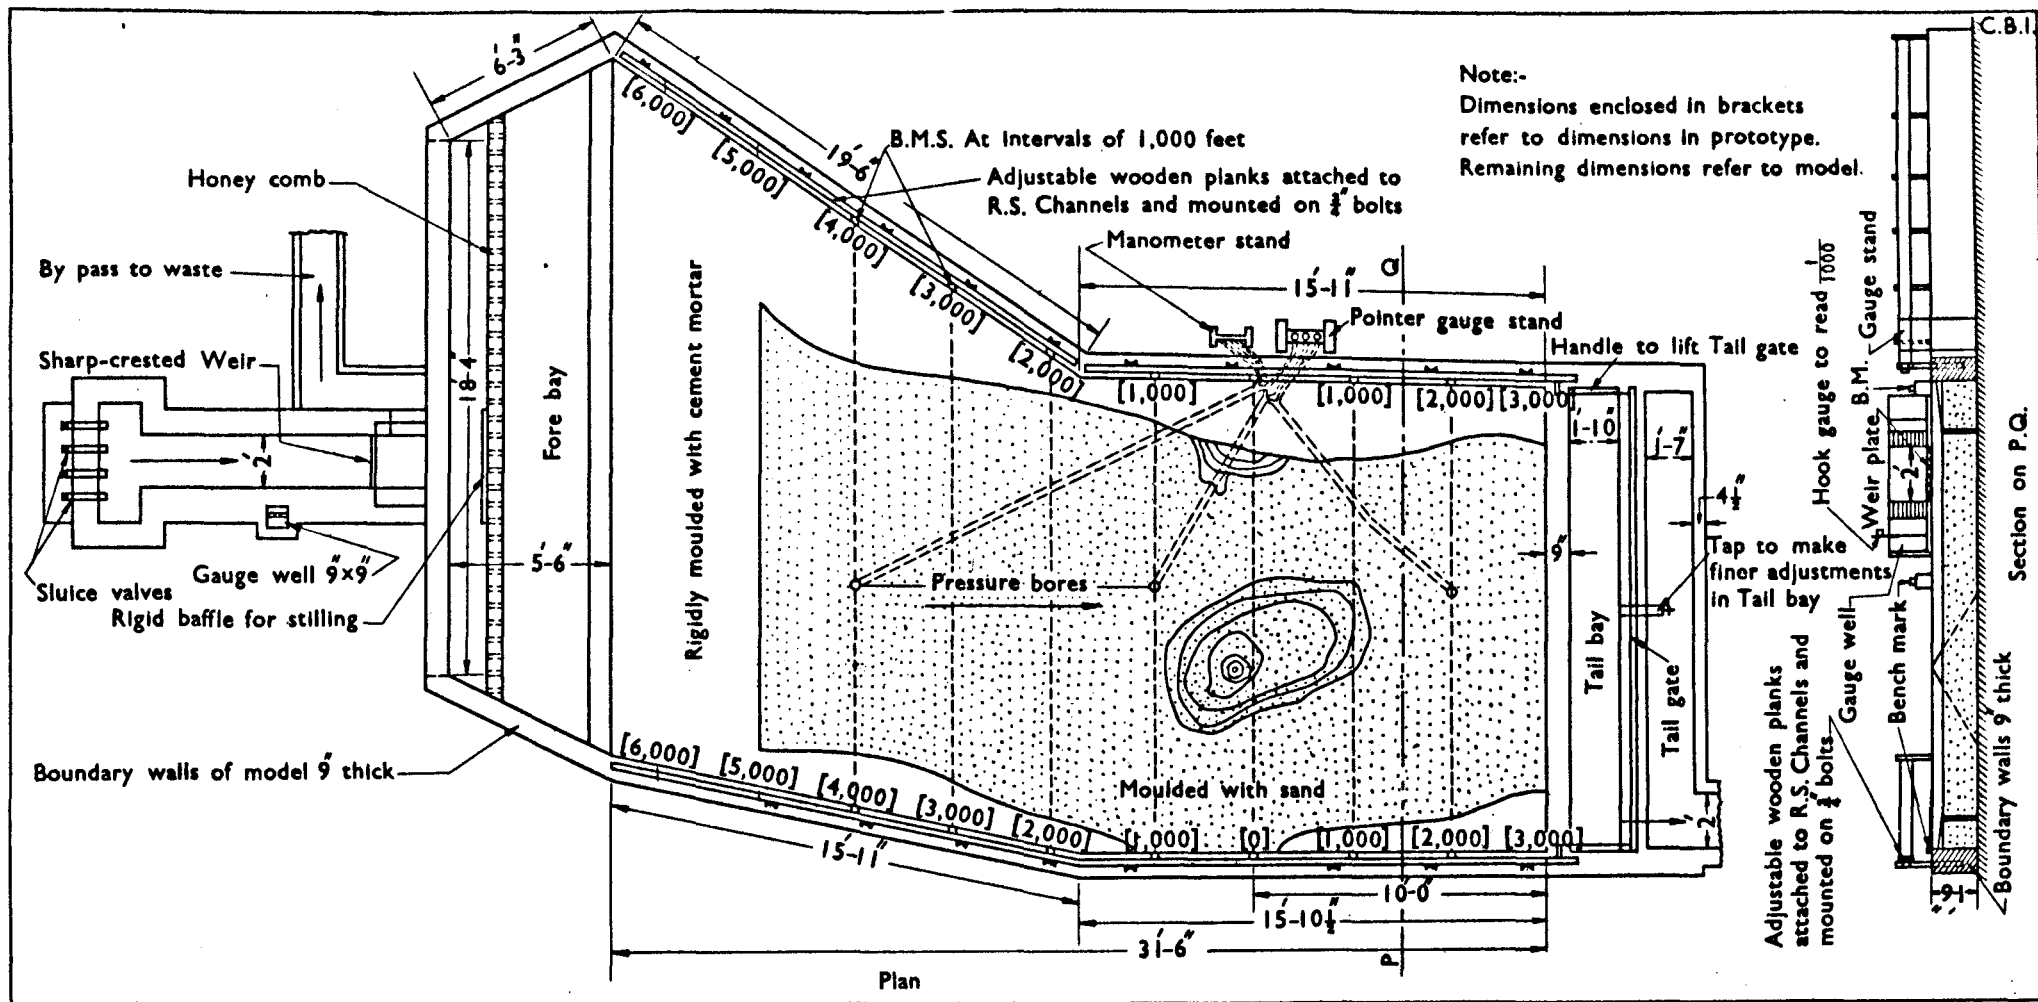 C.B.I.
Note:-
Dimensions enclosed in brackets
refer to dimensions in prototype.
Remaining dimensions refer to model.
6'-3"
19'-6"
[6,000]
[5,000]
[4,000]
[3,000]
[2,000]
B.M.S. At intervals of 1,000 feet
Adjustable wooden planks attached to
R.S. Channels and mounted on ¾" bolts
Manometer stand
Q
15'-11"
Pointer gauge stand
Handle to lift Tail gate
[1,000]
[1,000]
[2,000]
[3,000]
1'-10"
1'-7"
4½"
9"
Honey comb
By pass to waste
Sharp-crested Weir
18'-4"
2'
Fore bay
Rigidly moulded with cement mortar
5'-6"
Gauge well 9"×9"
Sluice valves
Rigid baffle for stilling
Pressure bores
Tap to make
finer adjustments
in Tail bay
Tail bay
Tail gate
Boundary walls of model 9" thick
Moulded with sand
[6,000]
[5,000]
[4,000]
[3,000]
[2,000]
[1,000]
[0]
[1,000]
[2,000]
[3,000]
2'
15'-11"
10'-0"
15'-10½"
31'-6"
P
Plan
Hook gauge to read 1/1000'
Weir plate
B.M. Gauge stand
2'
Gauge well
Bench mark
Adjustable wooden planks
attached to R.S. Channels and
mounted on ¾" bolts
Boundary walls 9" thick
Section on P.Q.
1'-9"